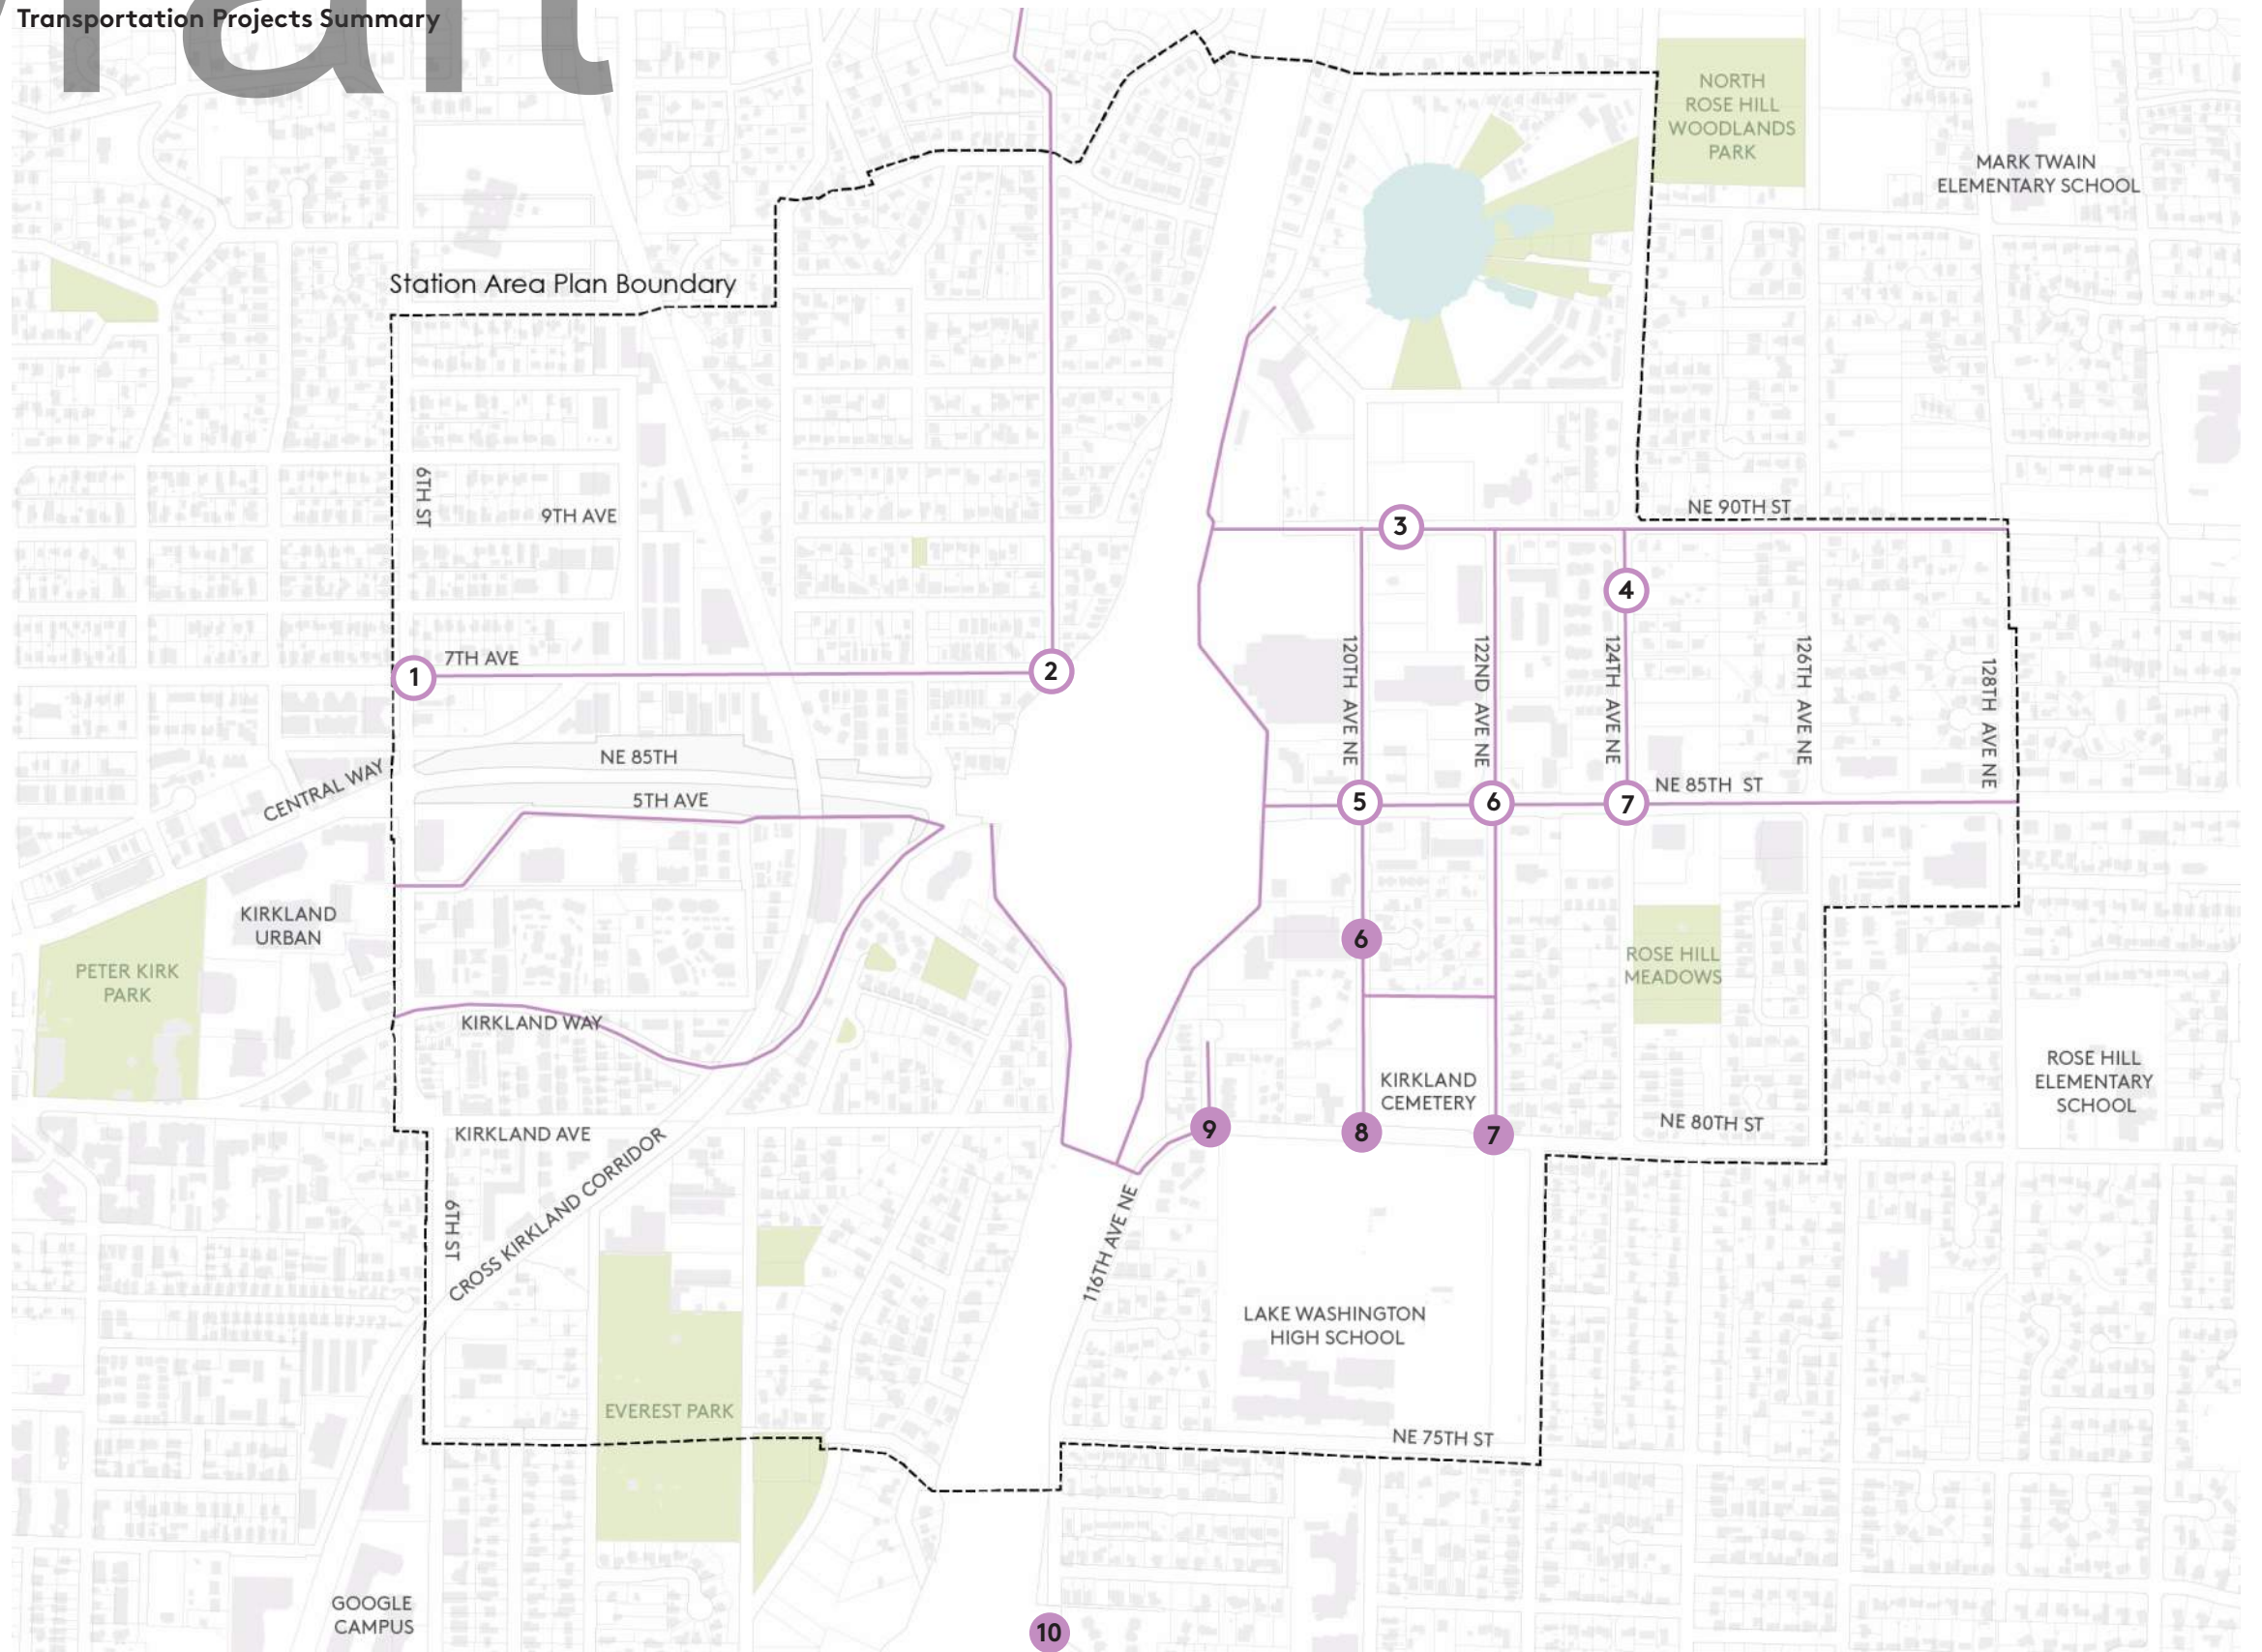 Transportation Projects Summary
raft
NORTH
ROSE HILL
WOODLANDS
PARK
MARK TWAIN
ELEMENTARY SCHOOL
Station Area Plan Boundary
6TH ST
9TH AVE
NE 90TH ST
3
4
7TH AVE
1
2
120TH AVE NE
122ND AVE NE
124TH AVE NE
126TH AVE NE
128TH AVE NE
NE 85TH
CENTRAL WAY
5TH AVE
NE 85TH ST
5
6
7
KIRKLAND
URBAN
6
ROSE HILL
MEADOWS
PETER KIRK
PARK
KIRKLAND WAY
ROSE HILL
ELEMENTARY
SCHOOL
KIRKLAND
CEMETERY
NE 80TH ST
KIRKLAND AVE
9
8
7
CROSS KIRKLAND CORRIDOR
6TH ST
116TH AVE NE
LAKE WASHINGTON
HIGH SCHOOL
EVEREST PARK
NE 75TH ST
GOOGLE
CAMPUS
10